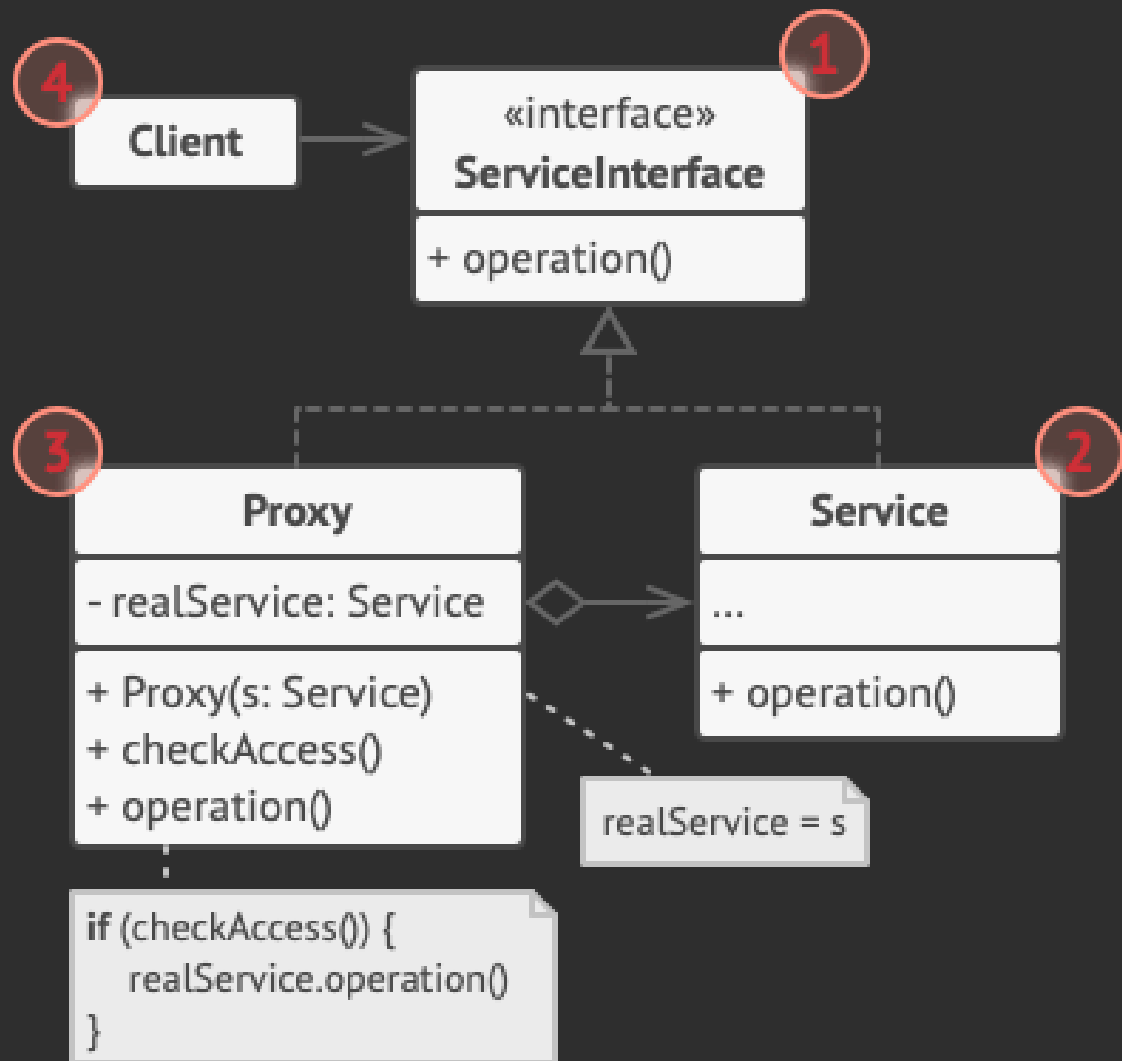 4
Client
1
«interface»
ServiceInterface
+ operation()
3
Proxy
- realService: Service
+ Proxy(s: Service)
+ checkAccess()
+ operation()
2
Service
...
+ operation()
realService = s
if (checkAccess()) {
realService.operation()
}